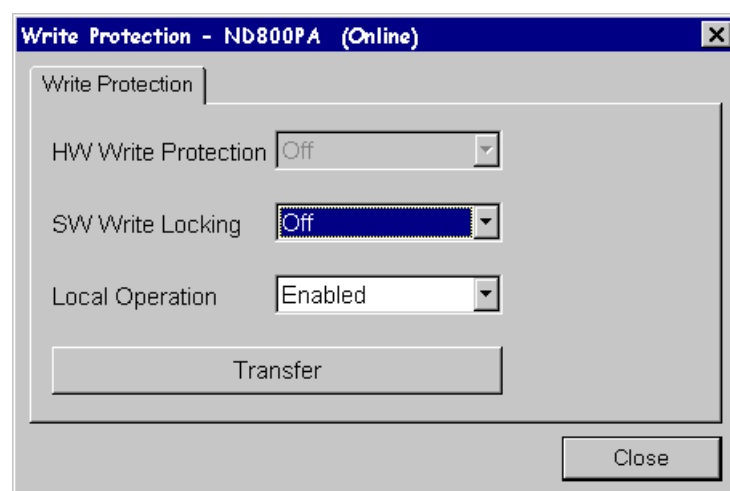 Write Protection - ND800PA (Online)
Write Protection
HW Write Protection Off
SW Write Locking Off
Local Operation Enabled
Transfer
Close